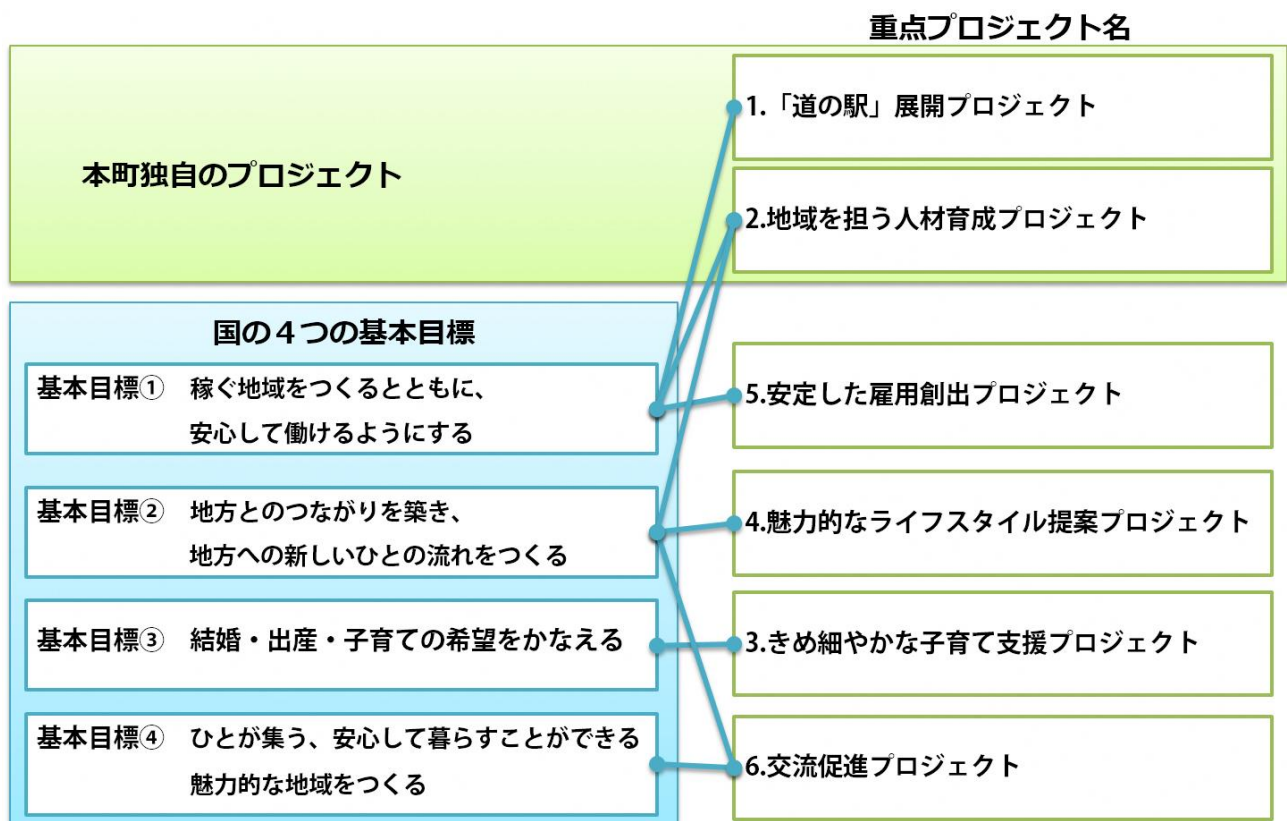 重点プロジェクト名
本町独自のプロジェクト
1.「道の駅」展開プロジェクト
2.地域を担う人材育成プロジェクト
国の４つの基本目標
基本目標① 稼ぐ地域をつくるとともに、
安心して働けるようにする
5.安定した雇用創出プロジェクト
基本目標② 地方とのつながりを築き、
地方への新しいひとの流れをつくる
4.魅力的なライフスタイル提案プロジェクト
基本目標③ 結婚・出産・子育ての希望をかなえる
3.きめ細やかな子育て支援プロジェクト
基本目標④ ひとが集う、安心して暮らすことができる
魅力的な地域をつくる
6.交流促進プロジェクト